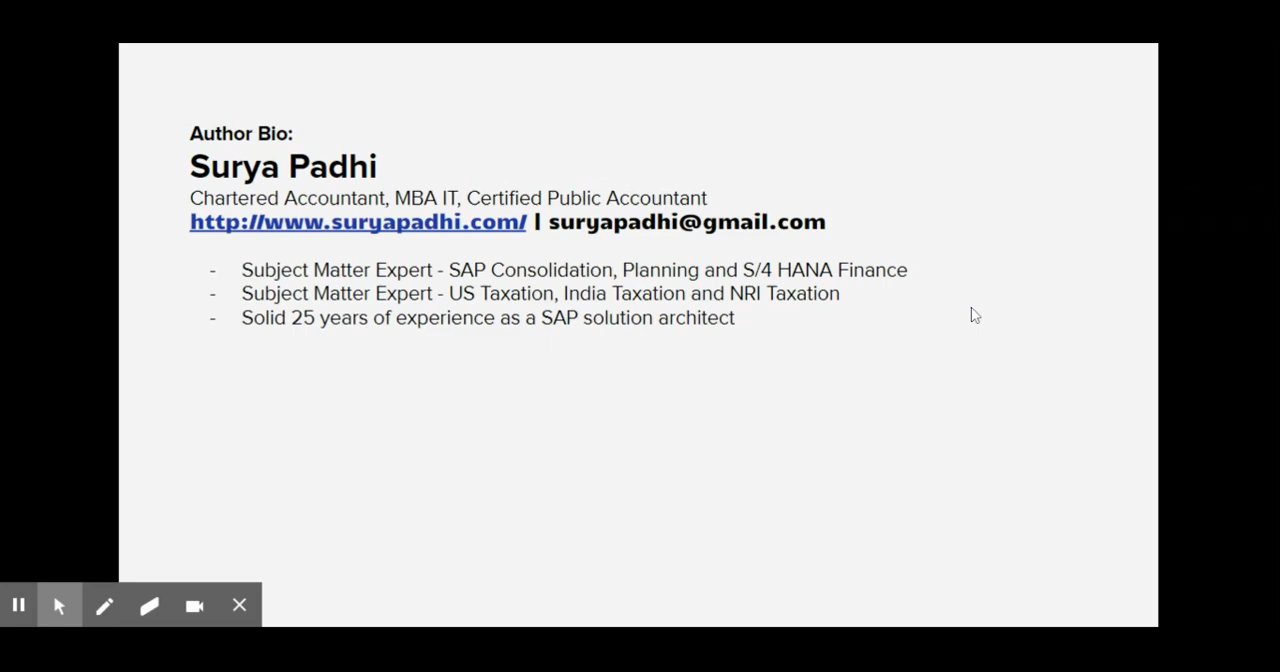 Author Bio:
Surya Padhi
Chartered Accountant, MBA IT, Certified Public Accountant
http://www.suryapadhi.com/ | suryapadhi@gmail.com
- Subject Matter Expert - SAP Consolidation, Planning and S/4 HANA Finance
- Subject Matter Expert - US Taxation, India Taxation and NRI Taxation
- Solid 25 years of experience as a SAP solution architect